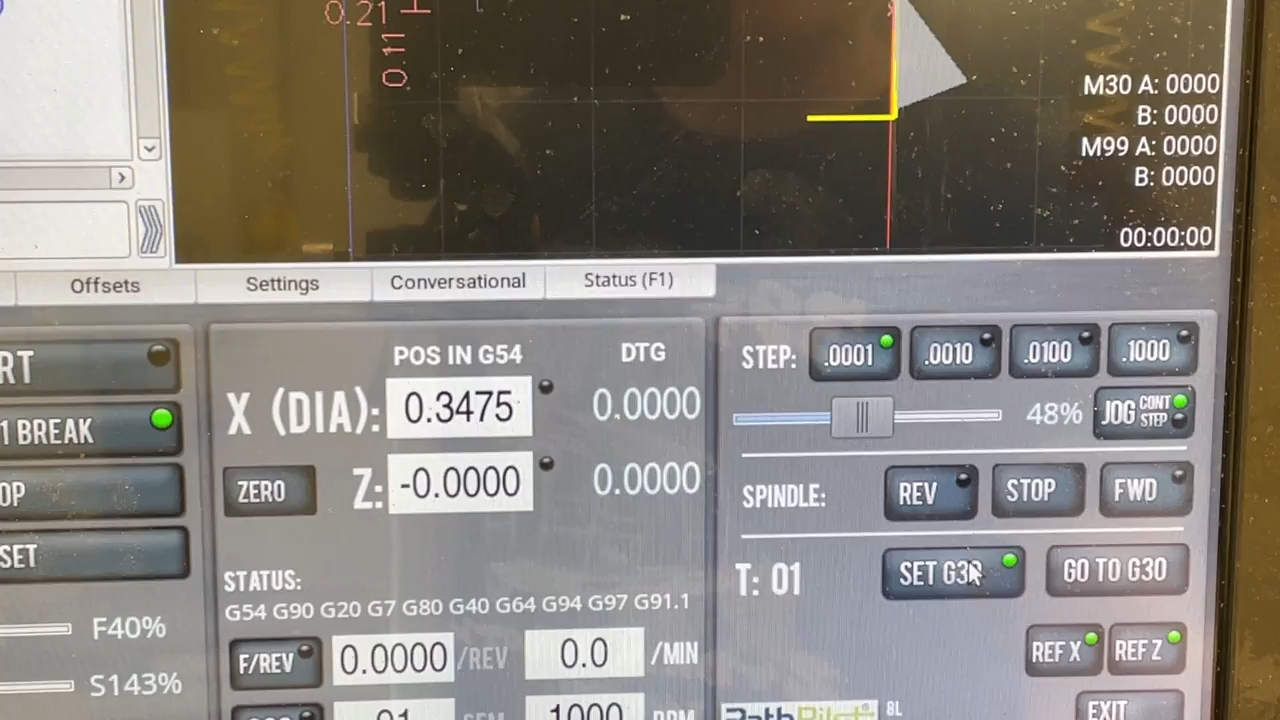 0.21
0.11
M30 A: 0000
B: 0000
M99 A: 0000
B: 0000
00:00:00
Offsets
Settings
Conversational
Status (F1)
RT
1 BREAK
OP
SET
F40%
S143%
POS IN G54
DTG
X (DIA):
0.3475
0.0000
ZERO
Z:
-0.0000
0.0000
STATUS:
G54 G90 G20 G7 G80 G40 G64 G94 G97 G91.1
F/REV
0.0000
/REV
0.0
/MIN
01
1000
STEP:
.0001
.0010
.0100
.1000
48%
JOG CONT STEP
SPINDLE:
REV
STOP
FWD
T: 01
SET G30
GO TO G30
REF X
REF Z
PathPilot
8L
EXIT